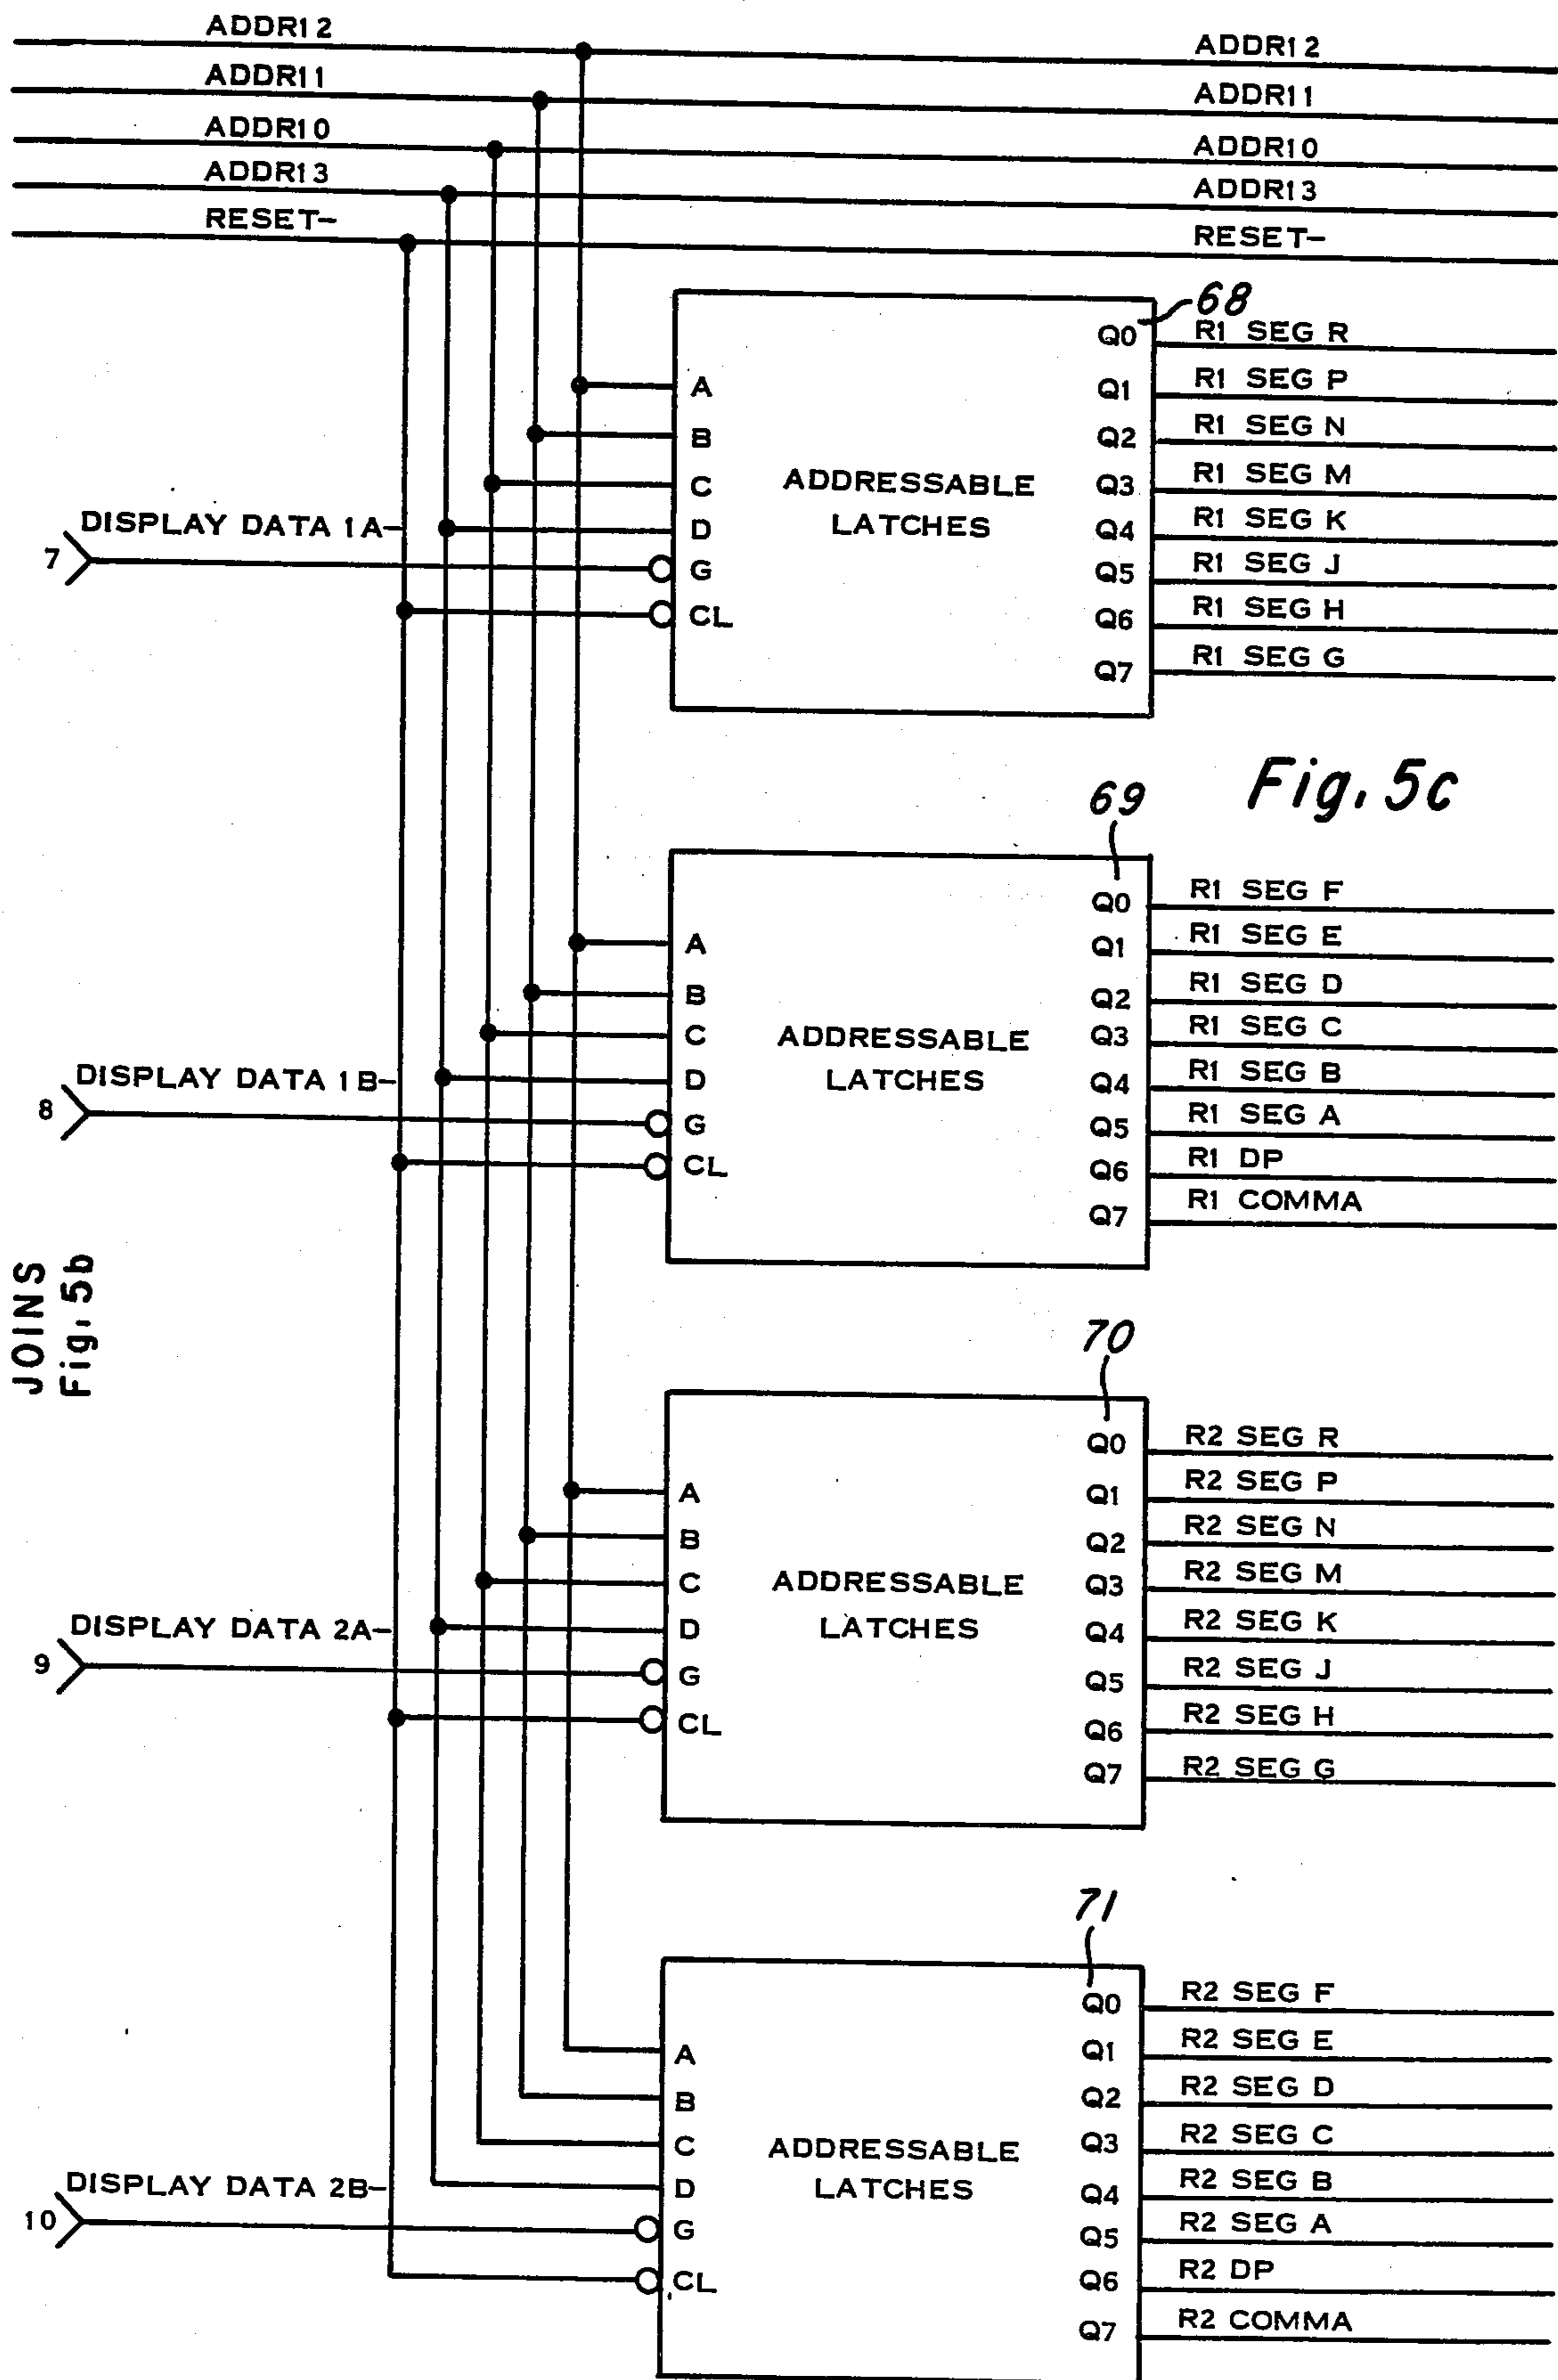 ADDR12 ADDR12
ADDR11 ADDR11
ADDR10 ADDR10
ADDR13 ADDR13
RESET- RESET-
68
Q0 R1 SEG R
A Q1 R1 SEG P
B Q2 R1 SEG N
C ADDRESSABLE Q3 R1 SEG M
DISPLAY DATA 1A- D LATCHES Q4 R1 SEG K
7 G Q5 R1 SEG J
CL Q6 R1 SEG H
Q7 R1 SEG G
Fig. 5c
69
Q0 R1 SEG F
A Q1 R1 SEG E
B Q2 R1 SEG D
C ADDRESSABLE Q3 R1 SEG C
DISPLAY DATA 1B- D LATCHES Q4 R1 SEG B
8 G Q5 R1 SEG A
CL Q6 R1 DP
Q7 R1 COMMA
JOINS
Fig. 5b
70
Q0 R2 SEG R
A Q1 R2 SEG P
B Q2 R2 SEG N
C ADDRESSABLE Q3 R2 SEG M
DISPLAY DATA 2A- D LATCHES Q4 R2 SEG K
9 G Q5 R2 SEG J
CL Q6 R2 SEG H
Q7 R2 SEG G
71
Q0 R2 SEG F
A Q1 R2 SEG E
B Q2 R2 SEG D
C ADDRESSABLE Q3 R2 SEG C
DISPLAY DATA 2B- D LATCHES Q4 R2 SEG B
10 G Q5 R2 SEG A
CL Q6 R2 DP
Q7 R2 COMMA